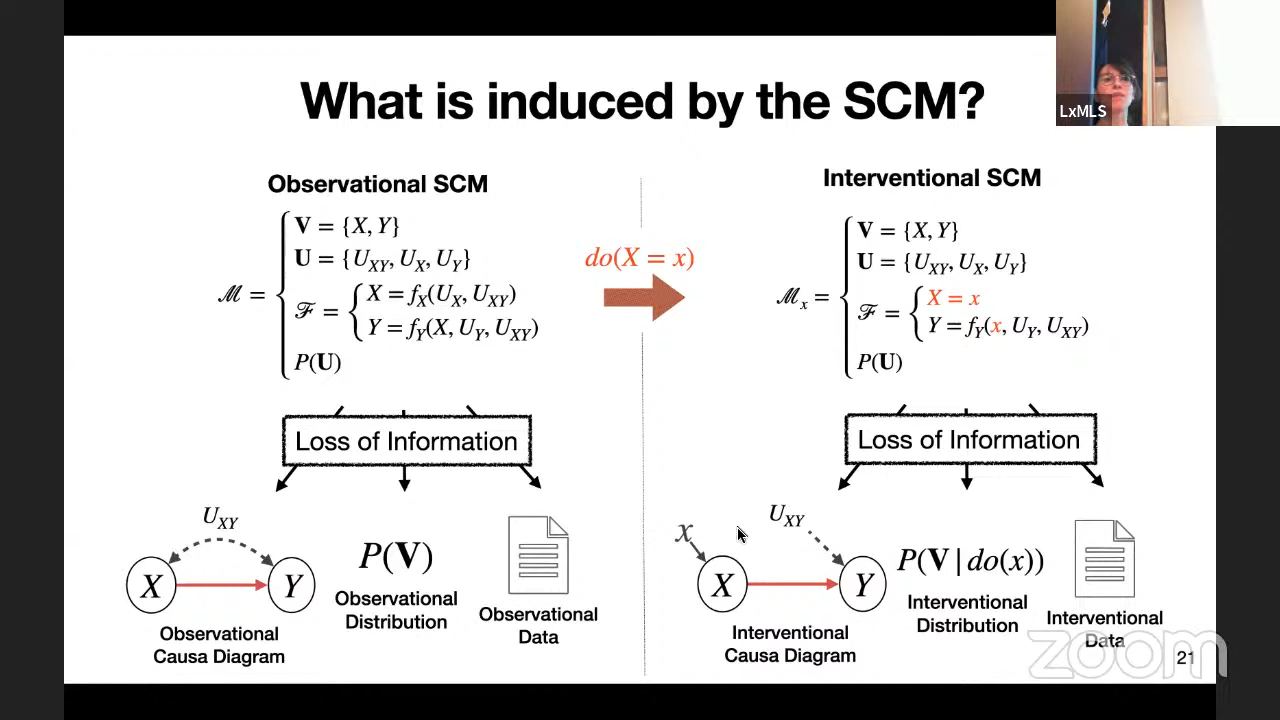 What is induced by the SCM?
LxMLS
Observational SCM
ℳ =
V = {X, Y}
U = {U_XY, U_X, U_Y}
ℱ =
X = f_X(U_X, U_XY)
Y = f_Y(X, U_Y, U_XY)
P(U)
do(X = x)
Interventional SCM
ℳ_x =
V = {X, Y}
U = {U_XY, U_X, U_Y}
ℱ =
X = x
Y = f_Y(x, U_Y, U_XY)
P(U)
Loss of Information
U_XY
X
Y
Observational
Causa Diagram
P(V)
Observational
Distribution
Observational
Data
Loss of Information
x
U_XY
X
Y
Interventional
Causa Diagram
P(V | do(x))
Interventional
Distribution
Interventional
Data
zoom
21